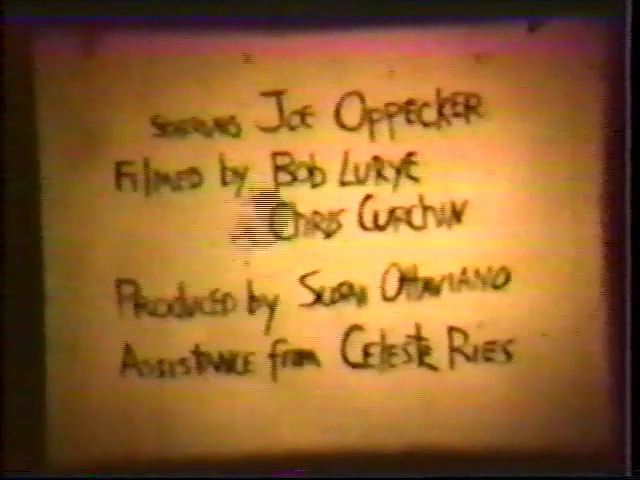 Starring Joe Oppecker
Filmed by Bob Lurye
Chris Curchin
Produced by Susan Ottaviano
Assistance from Celeste Ries